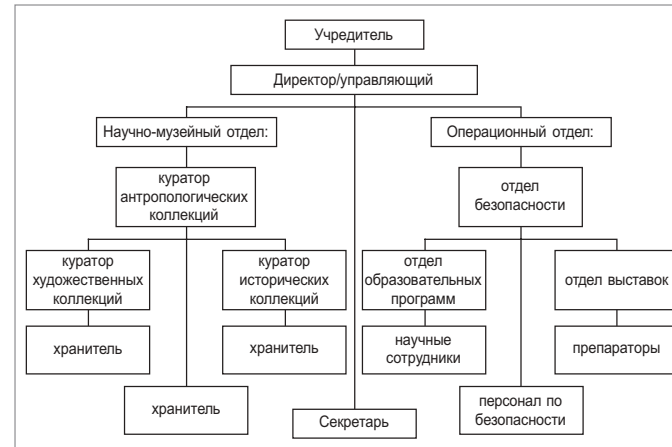 Учредитель
Директор/управляющий
Научно-музейный отдел:
Операционный отдел:
куратор
антропологических
коллекций
отдел
безопасности
куратор
художественных
коллекций
куратор
исторических
коллекций
отдел
образовательных
программ
отдел выставок
хранитель
хранитель
научные
сотрудники
препараторы
хранитель
Секретарь
персонал по
безопасности